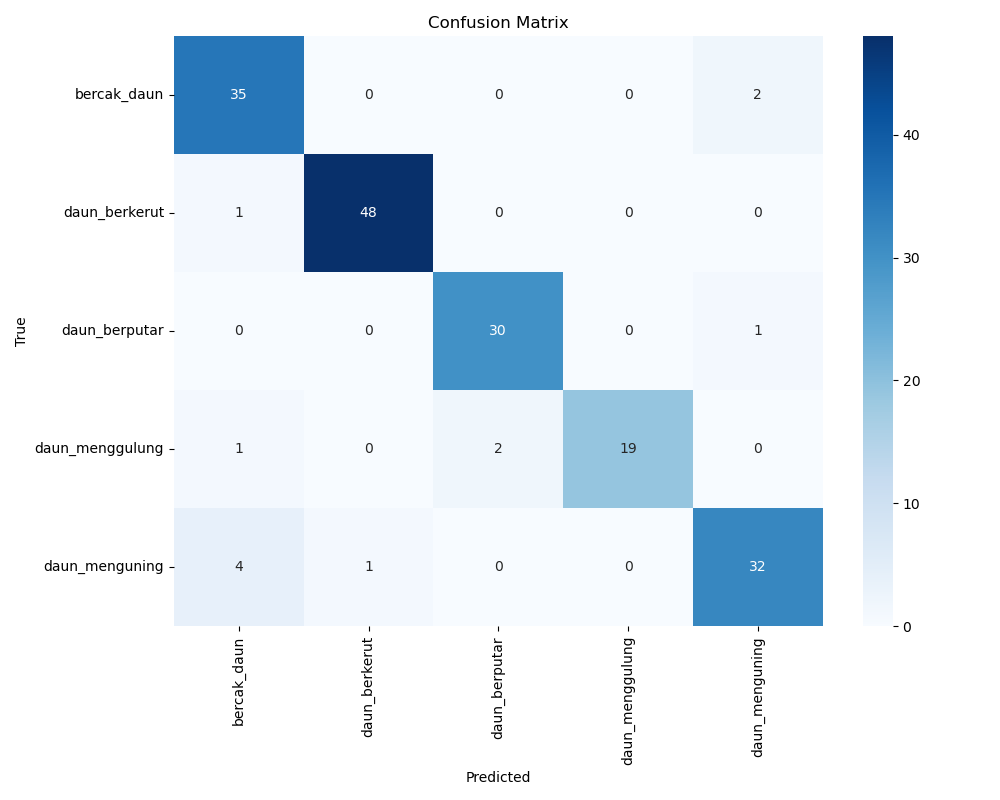 Confusion Matrix
True
bercak_daun 35 0 0 0 2
daun_berkerut 1 48 0 0 0
daun_berputar 0 0 30 0 1
daun_menggulung 1 0 2 19 0
daun_menguning 4 1 0 0 32
bercak_daun daun_berkerut daun_berputar daun_menggulung daun_menguning
Predicted
40
30
20
10
0